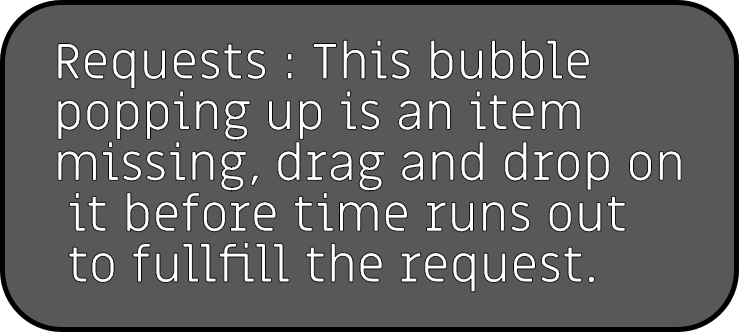 Requests : This bubble
popping up is an item
missing, drag and drop on
it before time runs out
to fullfill the request.